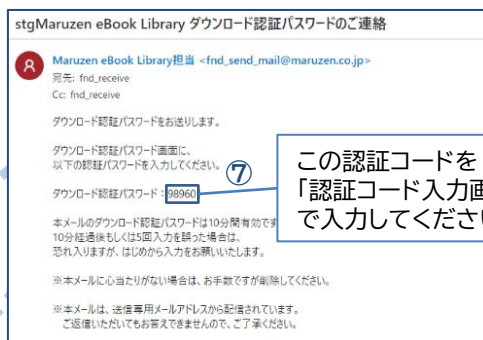 stgMaruzen eBook Library ダウンロード認証パスワードのご連絡
R
Maruzen eBook Library担当 <fnd_send_mail@maruzen.co.jp>
宛先: fnd_receive
Cc: fnd_receive
ダウンロード認証パスワードをお送りします。
ダウンロード認証パスワード画面に、
以下の認証パスワードを入力してください。
ダウンロード認証パスワード：98960
⑦
この認証コードを
「認証コード入力画
で入力してください
本メールのダウンロード認証パスワードは10分間有効です
10分経過後もしくは5回入力を誤った場合は、
恐れ入りますが、はじめから入力をお願いいたします。
※本メールに心当たりがない場合は、お手数ですが削除してください。
※本メールは、送信専用メールアドレスから配信されています。
ご返信いただいてもお答えできませんので、ご了承ください。